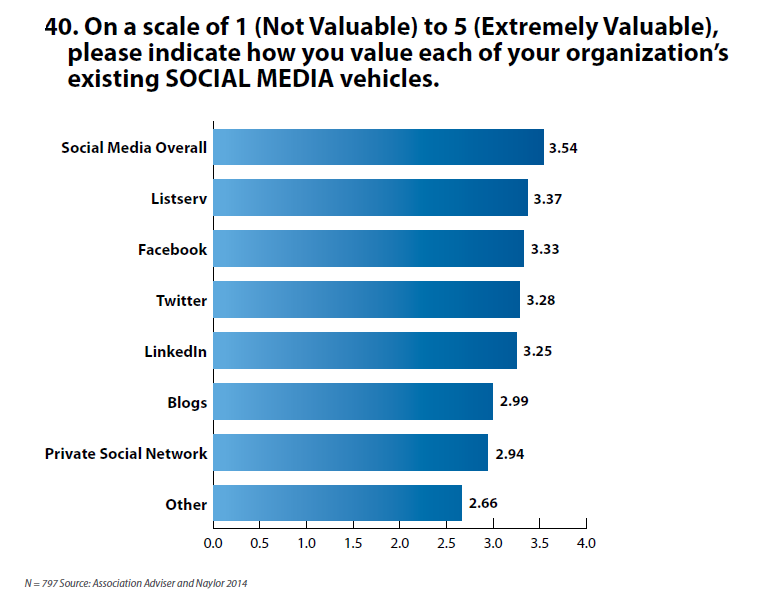 40. On a scale of 1 (Not Valuable) to 5 (Extremely Valuable),
please indicate how you value each of your organization's
existing SOCIAL MEDIA vehicles.
Social Media Overall 3.54
Listserv 3.37
Facebook 3.33
Twitter 3.28
LinkedIn 3.25
Blogs 2.99
Private Social Network 2.94
Other 2.66
0.0 0.5 1.0 1.5 2.0 2.5 3.0 3.5 4.0
N = 797 Source: Association Adviser and Naylor 2014